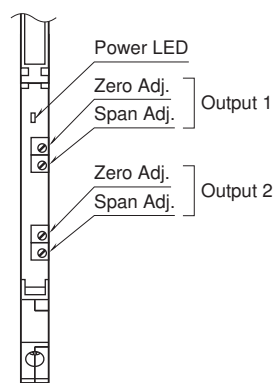 Power LED
Zero Adj.
Span Adj.
Output 1
Zero Adj.
Span Adj.
Output 2